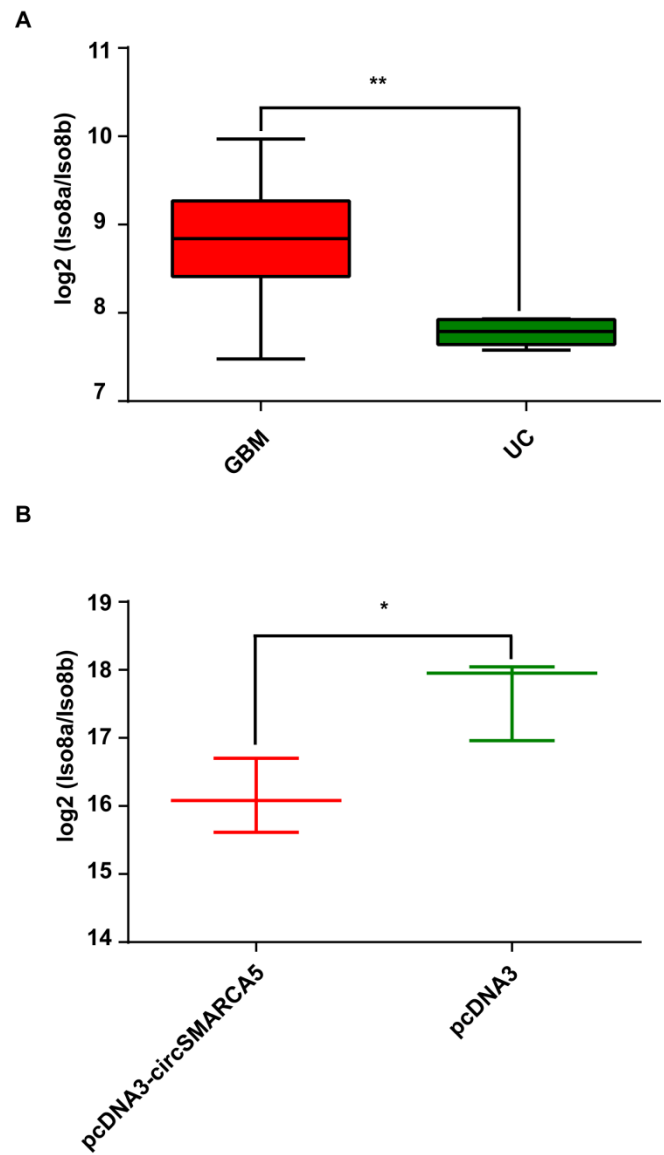 A
11
**
10
9
8
7
log2 (Iso8a/Iso8b)
GBM
UC
B
19
*
18
17
16
15
14
log2 (Iso8a/Iso8b)
pcDNA3-circSMARCA5
pcDNA3